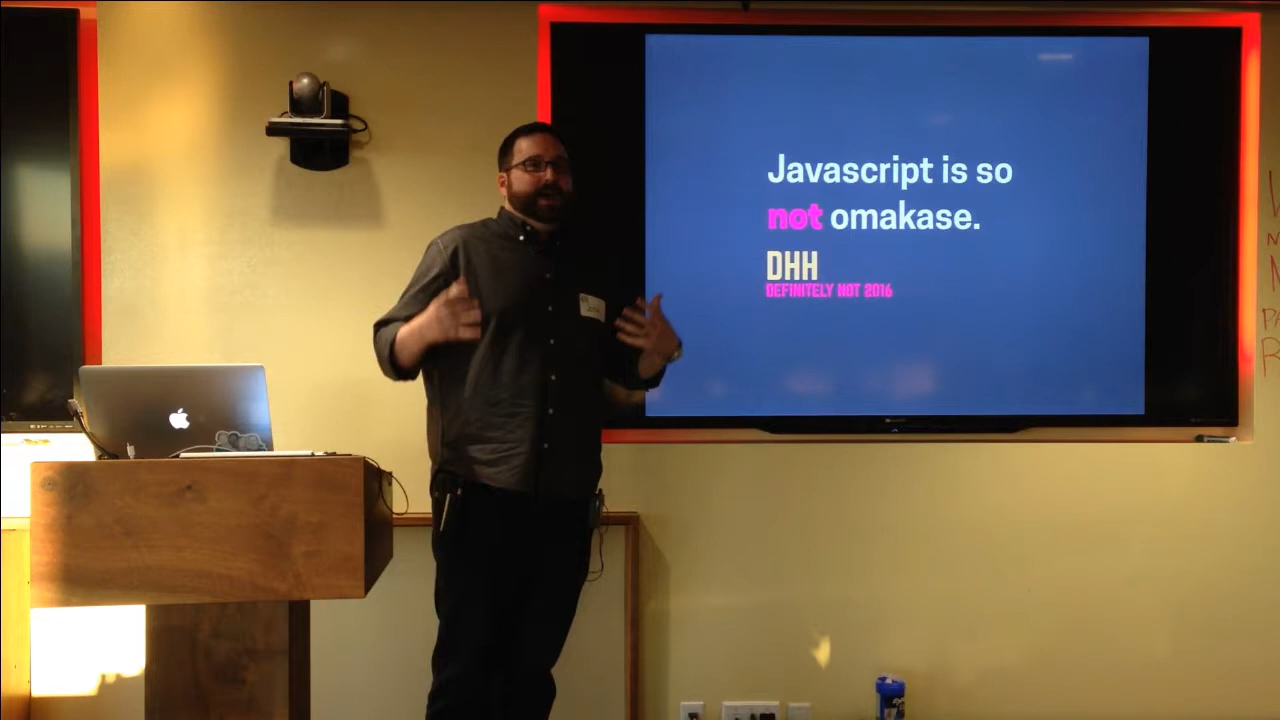 Javascript is so
not omakase.
DHH
DEFINITELY NOT 2016